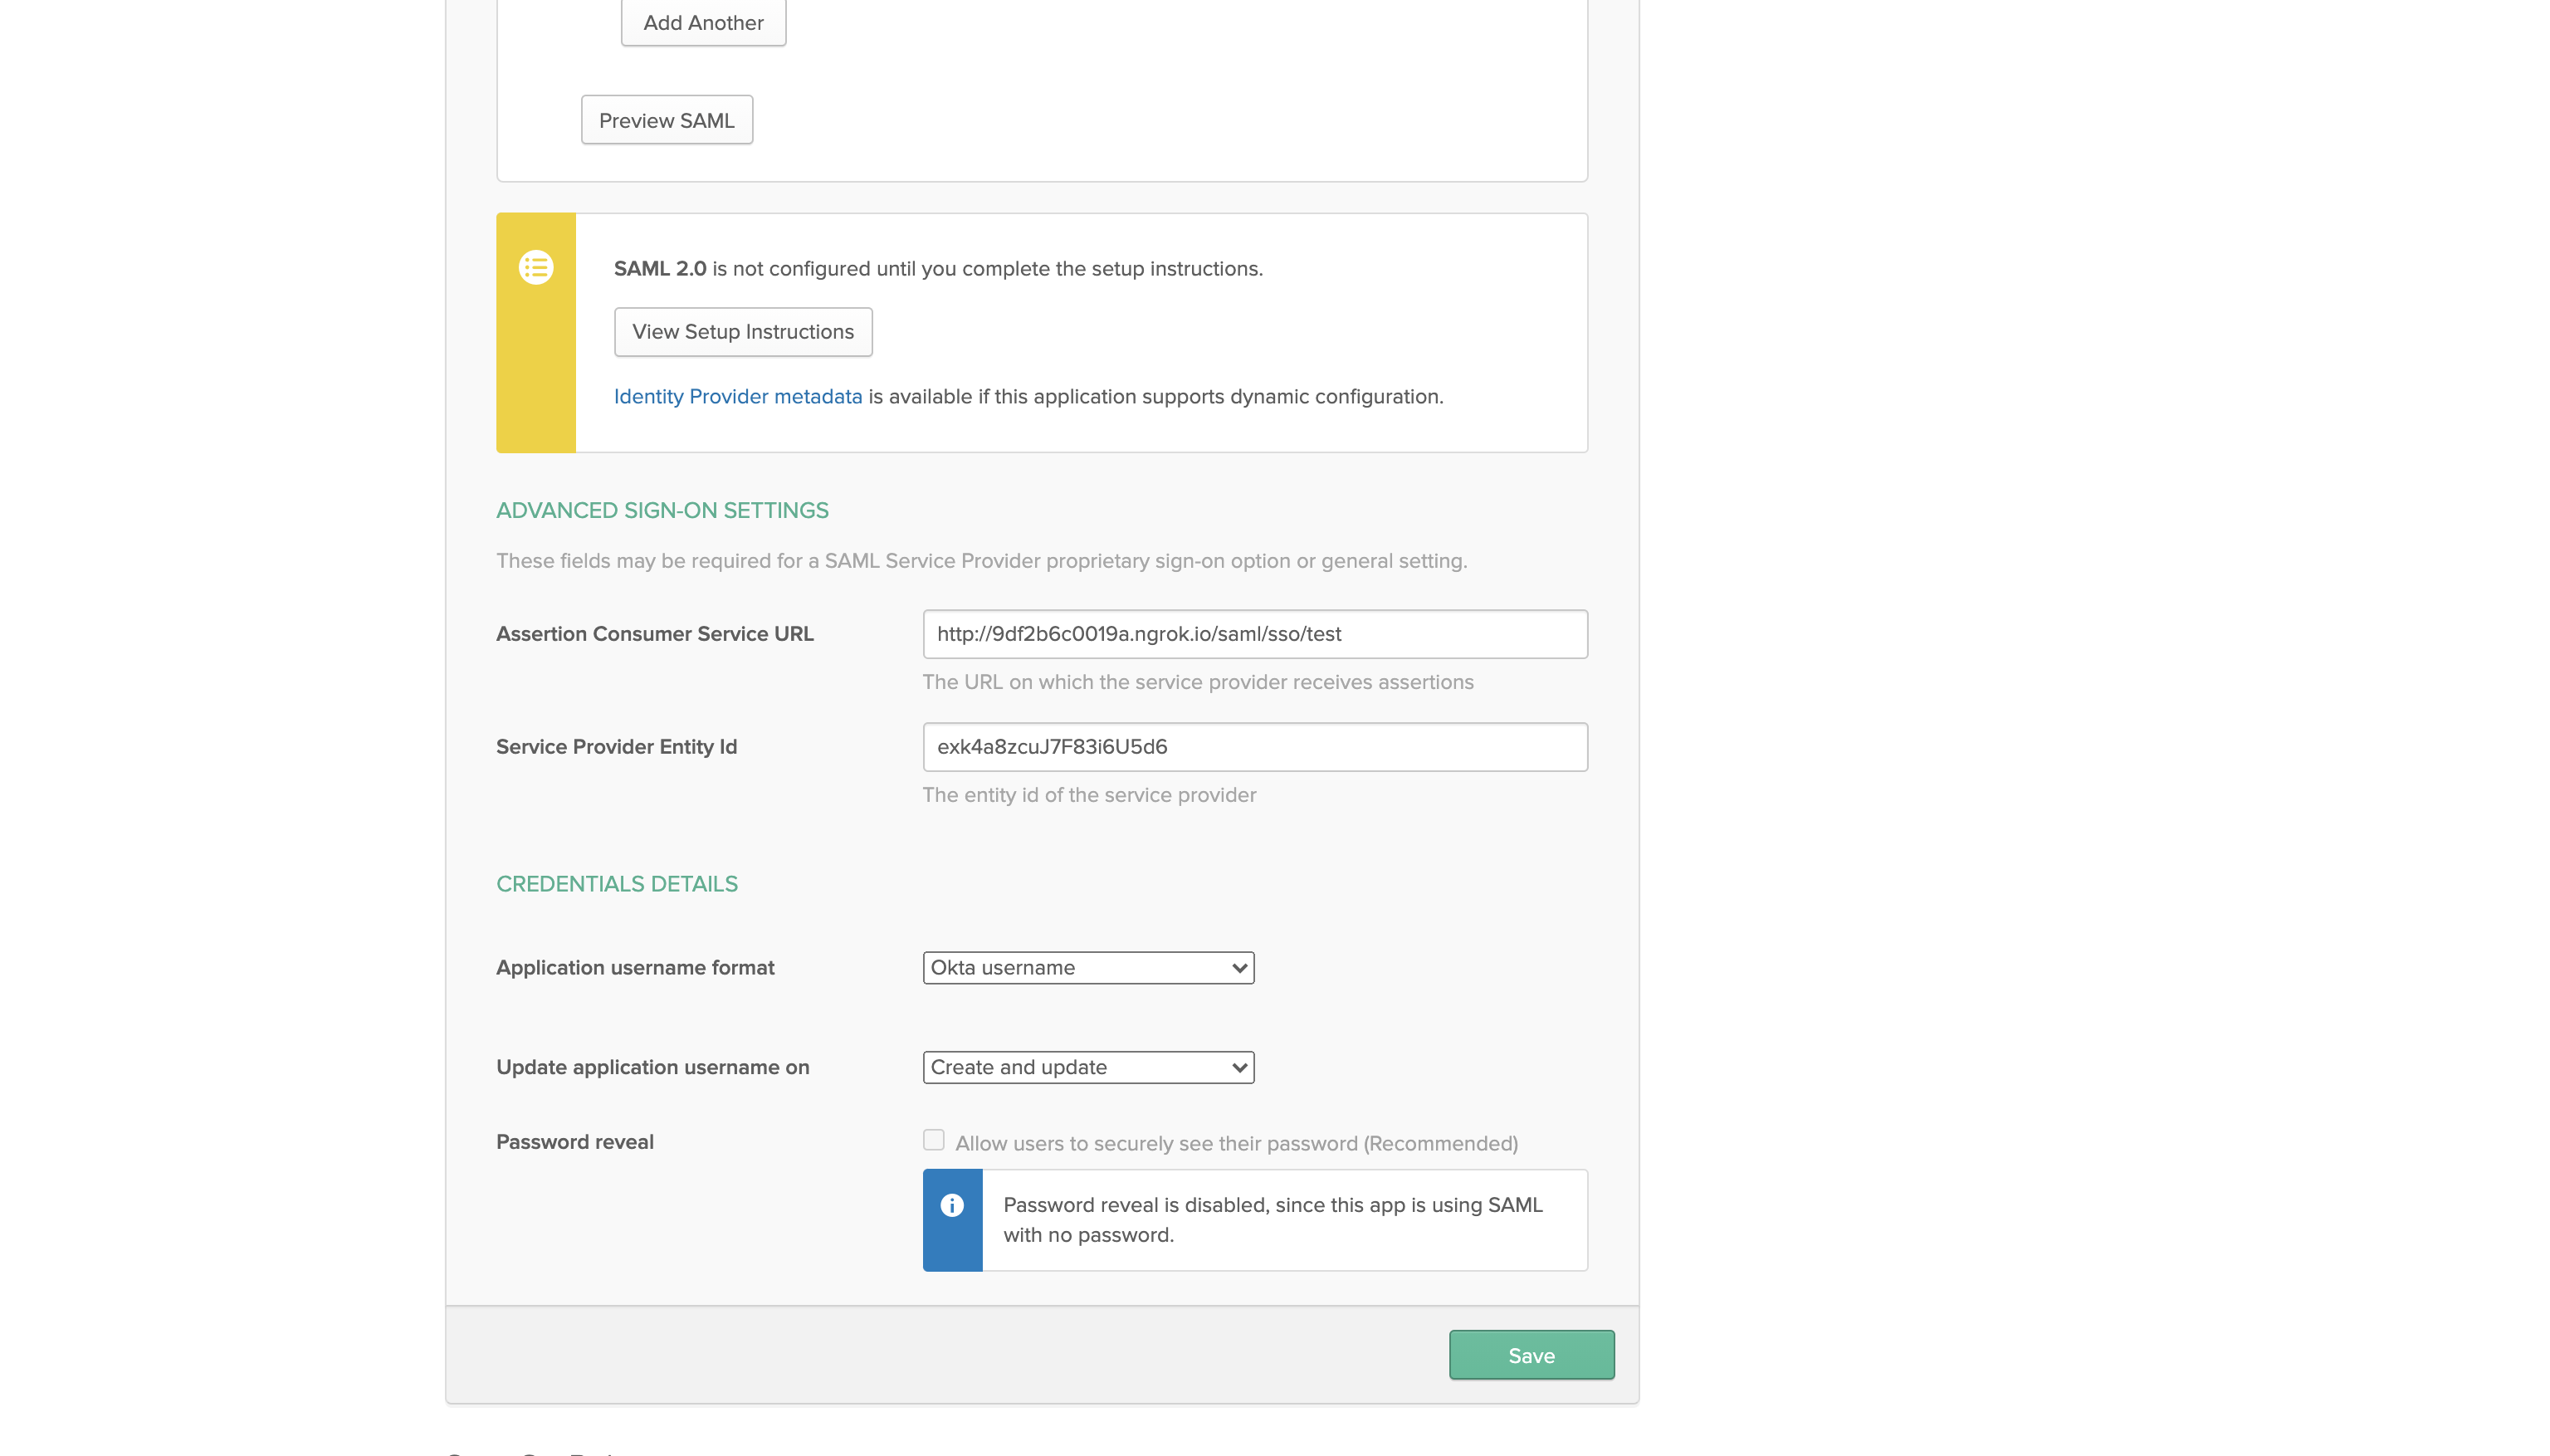 Add Another
Preview SAML
SAML 2.0 is not configured until you complete the setup instructions.
View Setup Instructions
Identity Provider metadata is available if this application supports dynamic configuration.
ADVANCED SIGN-ON SETTINGS
These fields may be required for a SAML Service Provider proprietary sign-on option or general setting.
Assertion Consumer Service URL
http://9df2b6c0019a.ngrok.io/saml/sso/test
The URL on which the service provider receives assertions
Service Provider Entity Id
exk4a8zcuJ7F83i6U5d6
The entity id of the service provider
CREDENTIALS DETAILS
Application username format
Okta username
Update application username on
Create and update
Password reveal
Allow users to securely see their password (Recommended)
Password reveal is disabled, since this app is using SAML
with no password.
Save